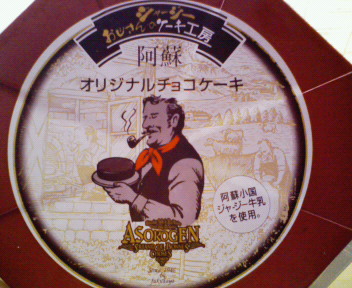 ジャージー
おじさんのケーキ工房
阿蘇
オリジナルチョコケーキ
阿蘇小国
ジャージー牛乳
を使用。
ASOKOGEN